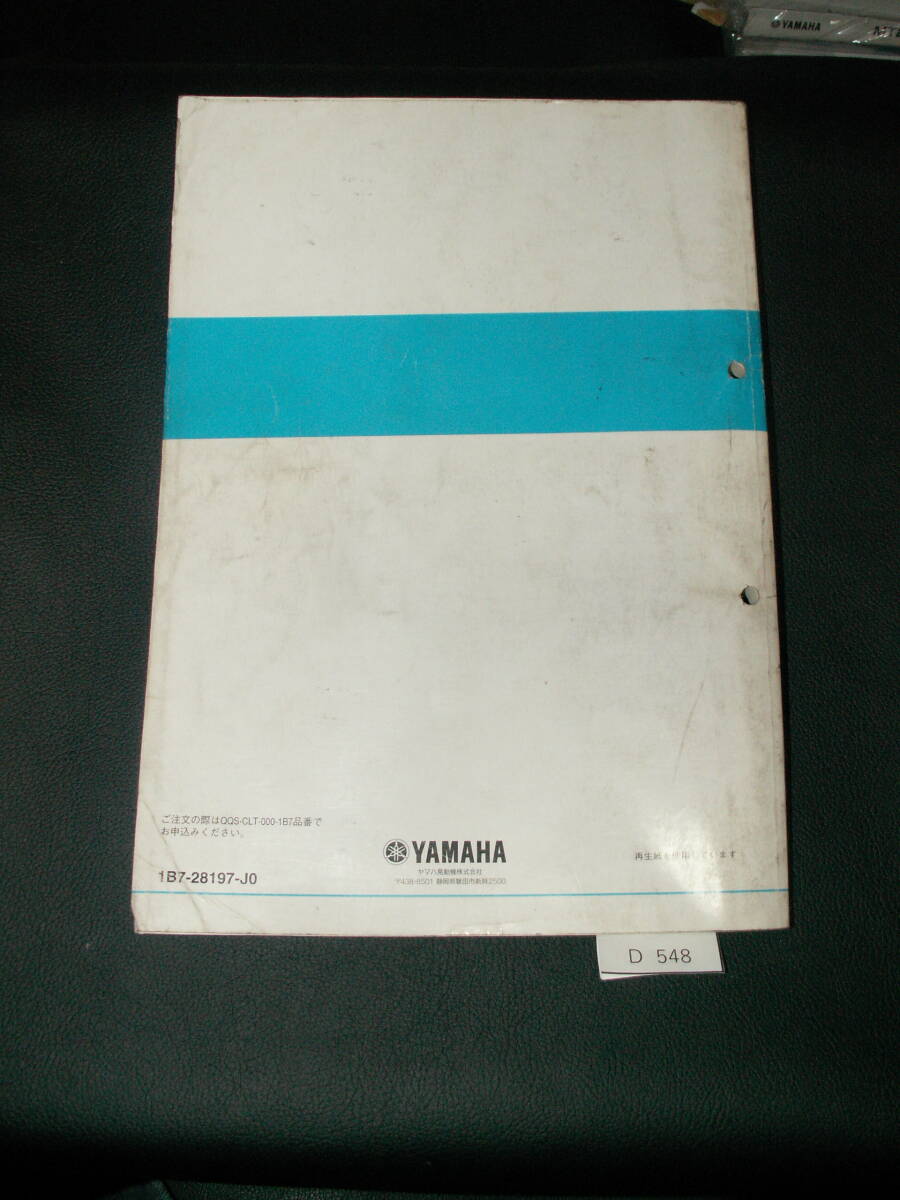 YAMAHA
ご注文の際はQQS-CLT-000-1B7品番で
お申込みください。
1B7-28197-J0
YAMAHA
ヤマハ発動機株式会社
〒438-8501 静岡県磐田市新貝2500
再生紙を使用しています
D 548